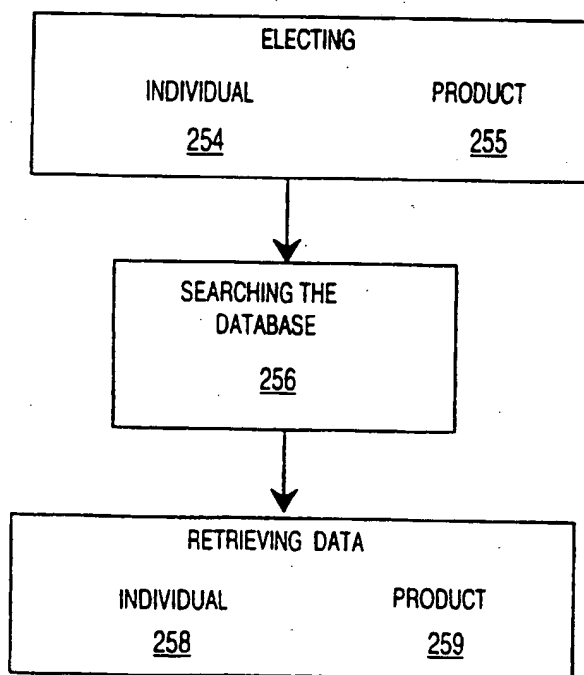 ELECTING
INDIVIDUAL PRODUCT
254 255
SEARCHING THE
DATABASE
256
RETRIEVING DATA
INDIVIDUAL PRODUCT
258 259